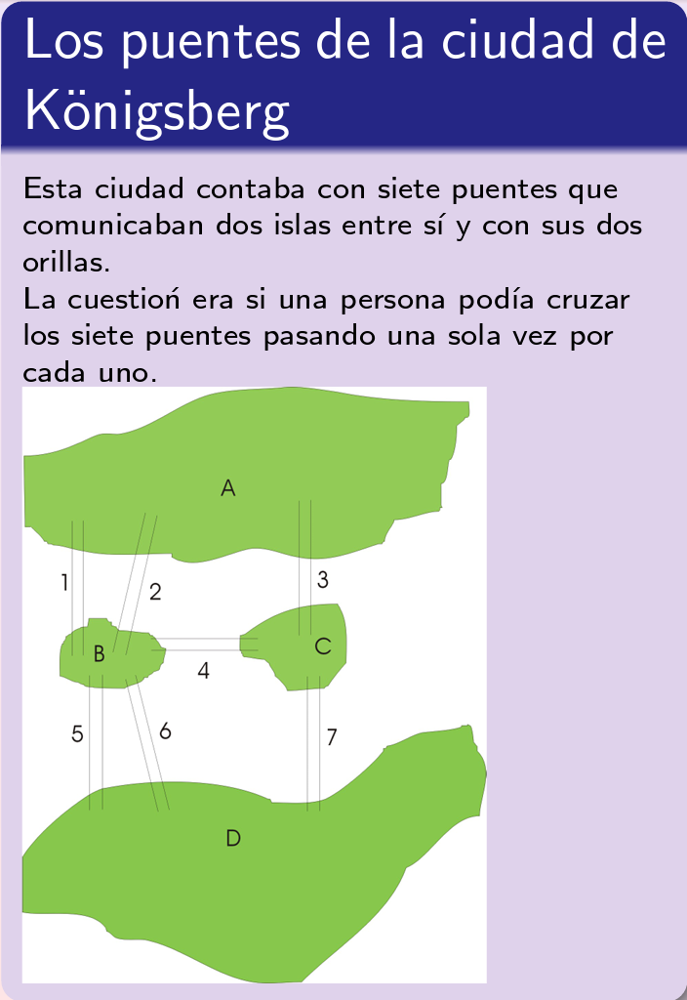 Los puentes de la ciudad de
Königsberg
Esta ciudad contaba con siete puentes que
comunicaban dos islas entre sí y con sus dos
orillas.
La cuestioń era si una persona podía cruzar
los siete puentes pasando una sola vez por
cada uno.
A
1
2
3
B
C
4
5
6
7
D